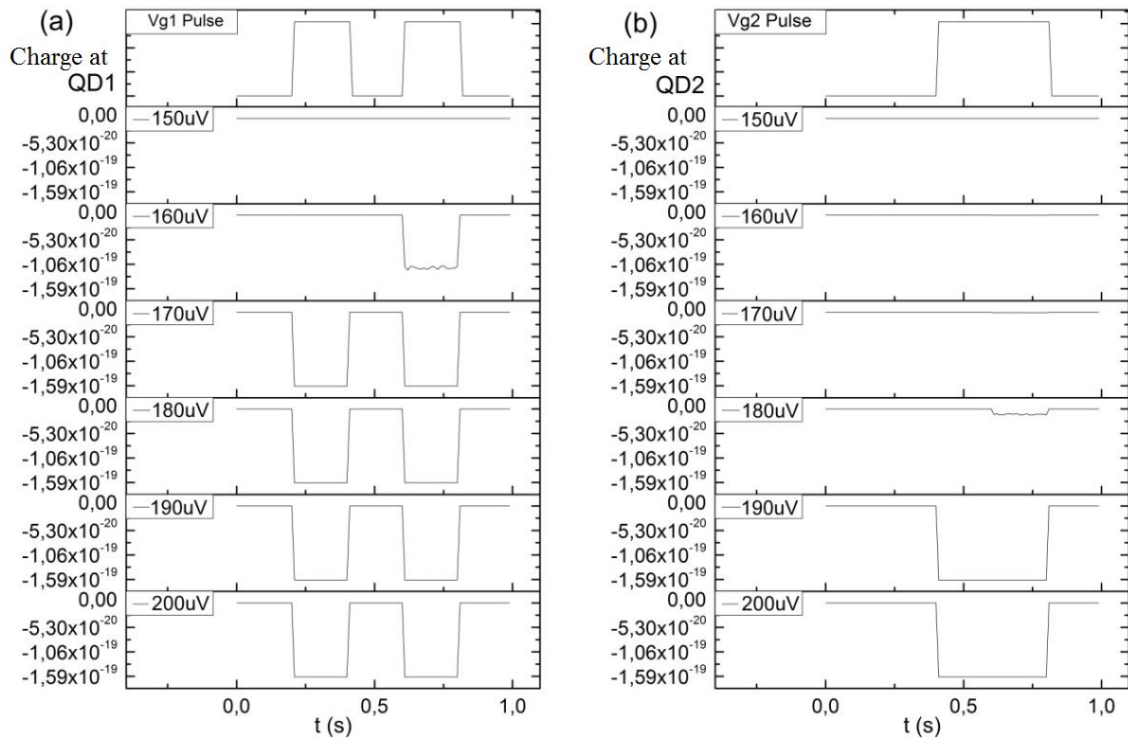 (a)
Vg1 Pulse
Charge at
QD1
0,00
150uV
-5,30x10⁻²⁰
-1,06x10⁻¹⁹
-1,59x10⁻¹⁹
0,00
160uV
-5,30x10⁻²⁰
-1,06x10⁻¹⁹
-1,59x10⁻¹⁹
0,00
170uV
-5,30x10⁻²⁰
-1,06x10⁻¹⁹
-1,59x10⁻¹⁹
0,00
180uV
-5,30x10⁻²⁰
-1,06x10⁻¹⁹
-1,59x10⁻¹⁹
0,00
190uV
-5,30x10⁻²⁰
-1,06x10⁻¹⁹
-1,59x10⁻¹⁹
0,00
200uV
-5,30x10⁻²⁰
-1,06x10⁻¹⁹
-1,59x10⁻¹⁹
0,0 0,5 1,0
t (s)
(b)
Vg2 Pulse
Charge at
QD2
0,00
150uV
-5,30x10⁻²⁰
-1,06x10⁻¹⁹
-1,59x10⁻¹⁹
0,00
160uV
-5,30x10⁻²⁰
-1,06x10⁻¹⁹
-1,59x10⁻¹⁹
0,00
170uV
-5,30x10⁻²⁰
-1,06x10⁻¹⁹
-1,59x10⁻¹⁹
0,00
180uV
-5,30x10⁻²⁰
-1,06x10⁻¹⁹
-1,59x10⁻¹⁹
0,00
190uV
-5,30x10⁻²⁰
-1,06x10⁻¹⁹
-1,59x10⁻¹⁹
0,00
200uV
-5,30x10⁻²⁰
-1,06x10⁻¹⁹
-1,59x10⁻¹⁹
0,0 0,5 1,0
t (s)